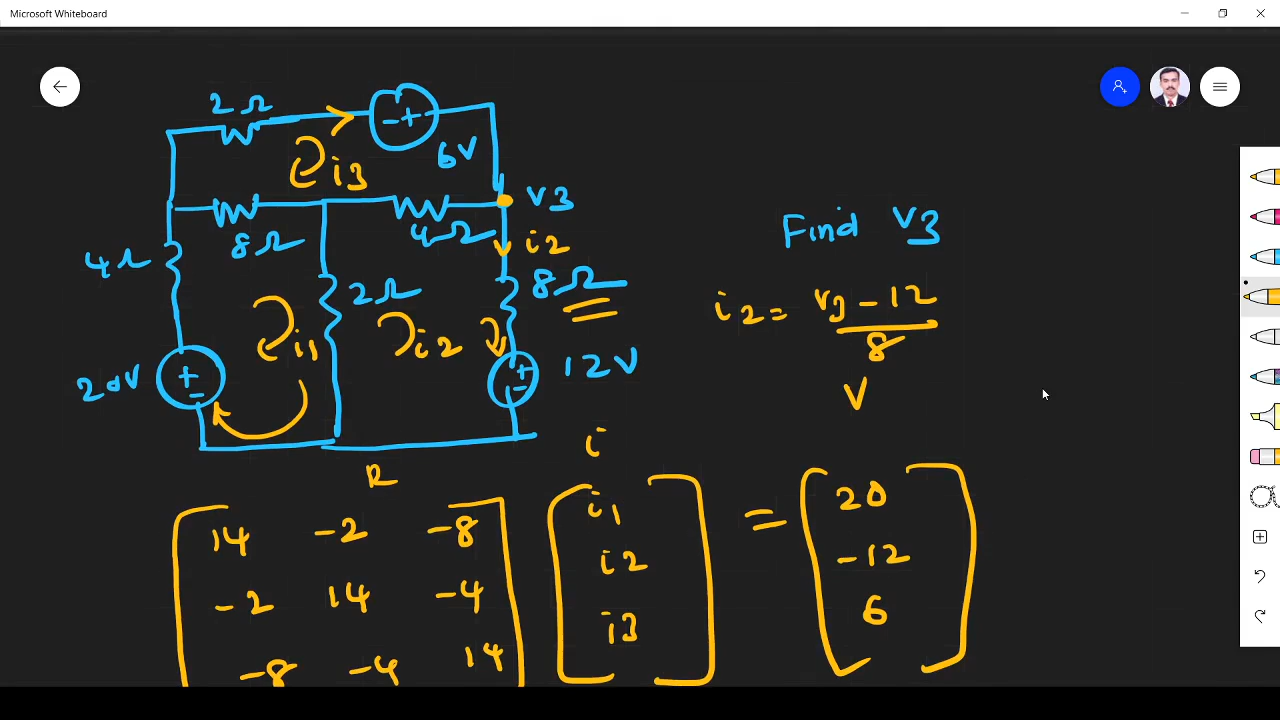 Microsoft Whiteboard
2Ω
- +
6V
i3
v3
8Ω
4Ω
i2
4Ω
2Ω
8Ω
i1
i2
20V
+
-
+
-
12V
Find v3
i2 = v3 - 12
8
V
R
i
14 -2 -8
-2 14 -4
-8 -4 14
i1
i2
i3
=
20
-12
6